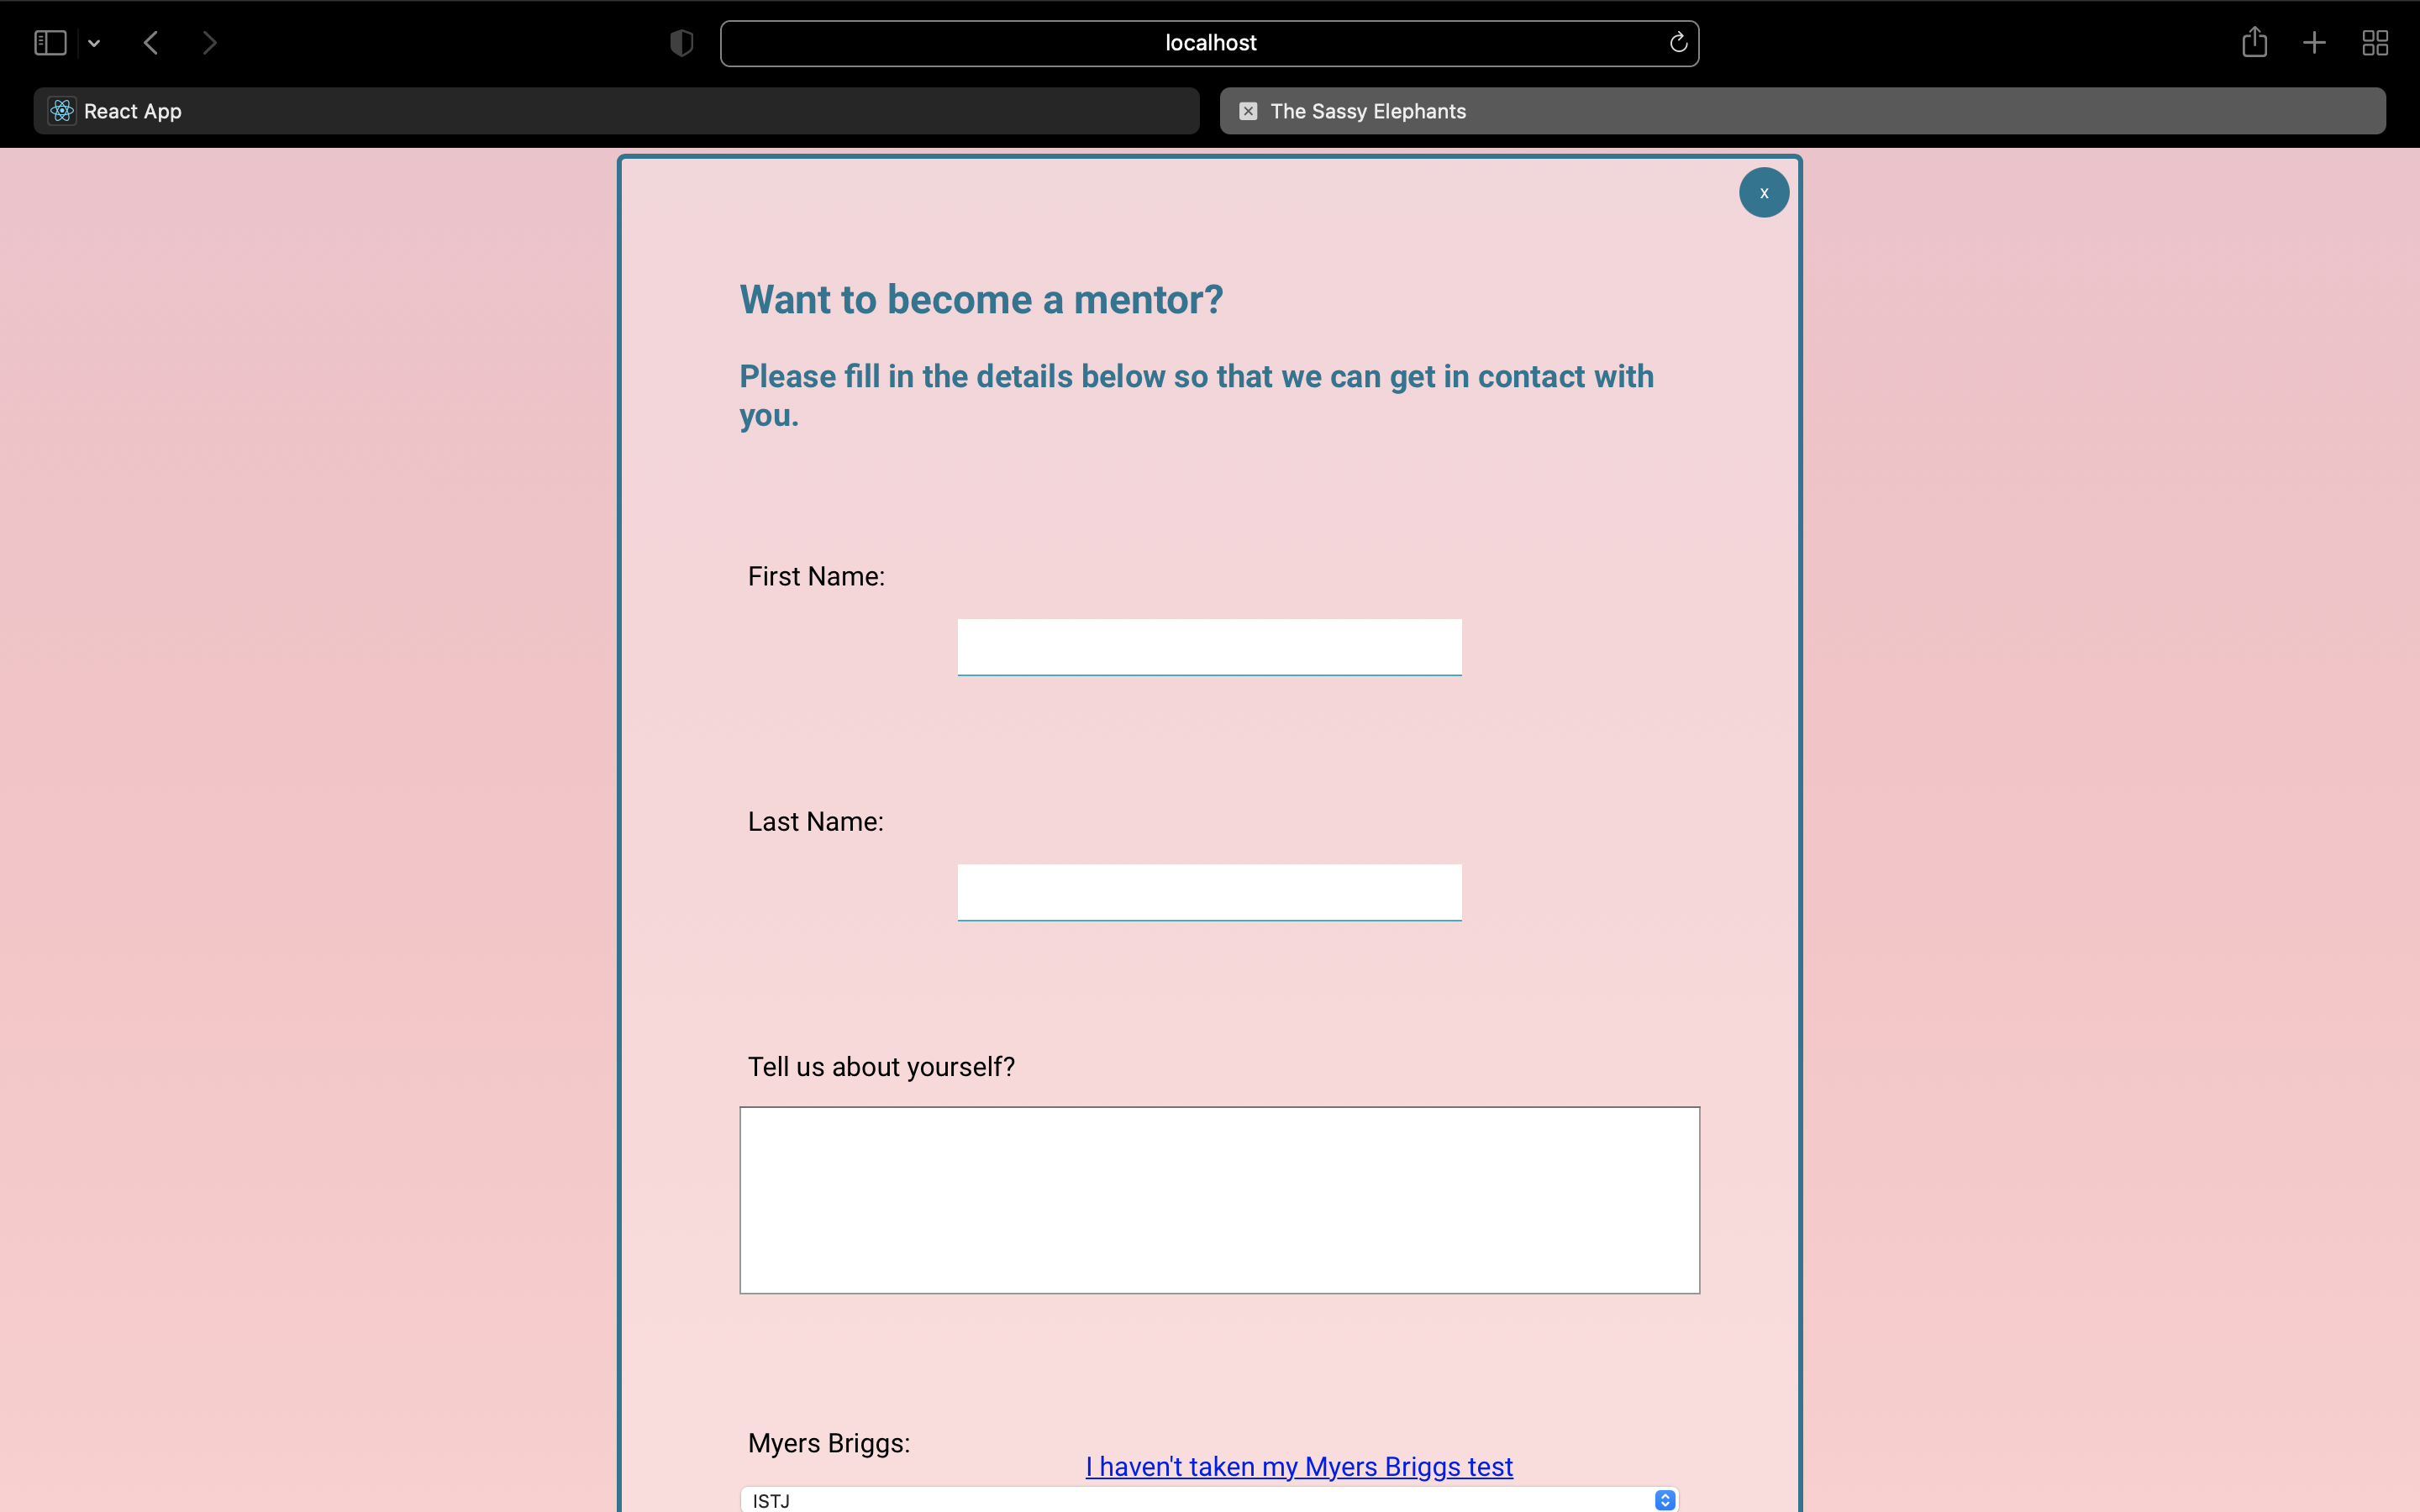 localhost
React App
The Sassy Elephants
x
Want to become a mentor?
Please fill in the details below so that we can get in contact with
you.
First Name:
Last Name:
Tell us about yourself?
Myers Briggs:
I haven't taken my Myers Briggs test
ISTJ